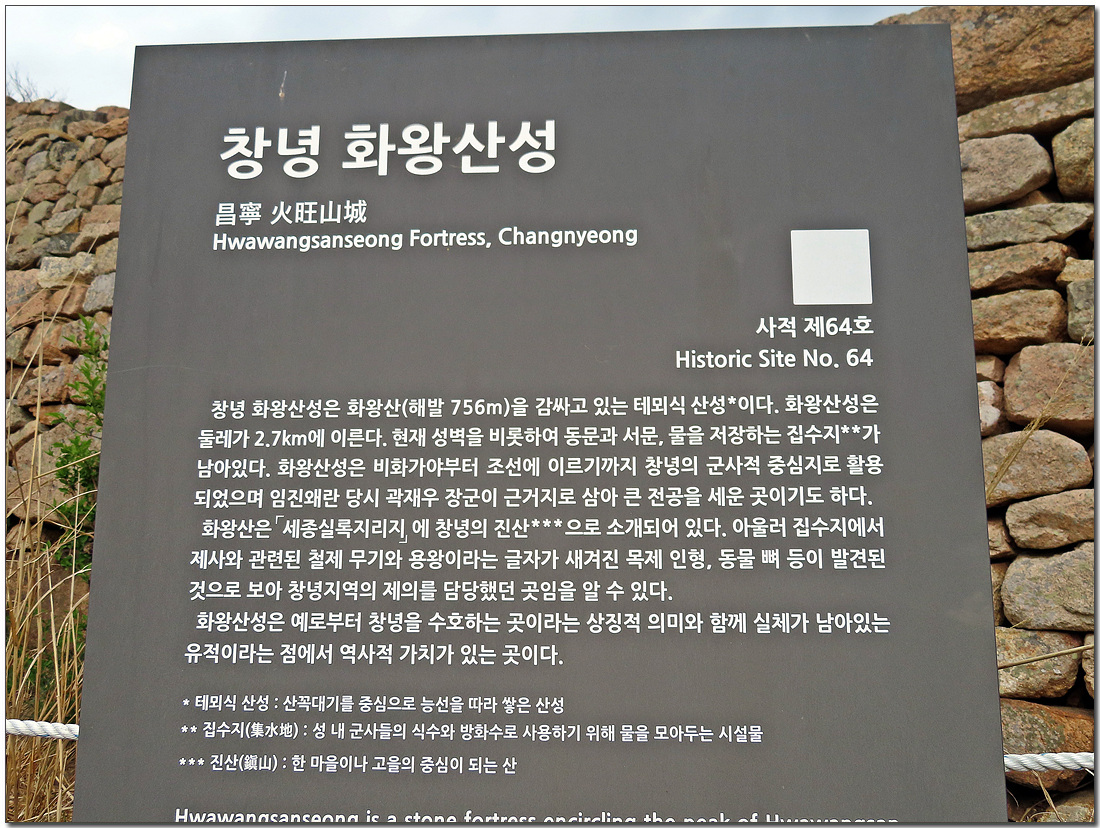 창녕 화왕산성
昌寧 火旺山城
Hwawangsanseong Fortress, Changnyeong
사적 제64호
Historic Site No. 64
창녕 화왕산성은 화왕산(해발 756m)을 감싸고 있는 테뫼식 산성*이다. 화왕산성은
둘레가 2.7km에 이른다. 현재 성벽을 비롯하여 동문과 서문, 물을 저장하는 집수지**가
남아있다. 화왕산성은 비화가야부터 조선에 이르기까지 창녕의 군사적 중심지로 활용
되었으며 임진왜란 당시 곽재우 장군이 근거지로 삼아 큰 전공을 세운 곳이기도 하다.
화왕산은「세종실록지리지」에 창녕의 진산***으로 소개되어 있다. 아울러 집수지에서
제사와 관련된 철제 무기와 용왕이라는 글자가 새겨진 목제 인형, 동물 뼈 등이 발견된
것으로 보아 창녕지역의 제의를 담당했던 곳임을 알 수 있다.
화왕산성은 예로부터 창녕을 수호하는 곳이라는 상징적 의미와 함께 실체가 남아있는
유적이라는 점에서 역사적 가치가 있는 곳이다.
* 테뫼식 산성 : 산꼭대기를 중심으로 능선을 따라 쌓은 산성
** 집수지(集水地) : 성 내 군사들의 식수와 방화수로 사용하기 위해 물을 모아두는 시설물
*** 진산(鎭山) : 한 마을이나 고을의 중심이 되는 산
Hwawangsanseong is a stone fortress encircling the peak of Hwawangsan